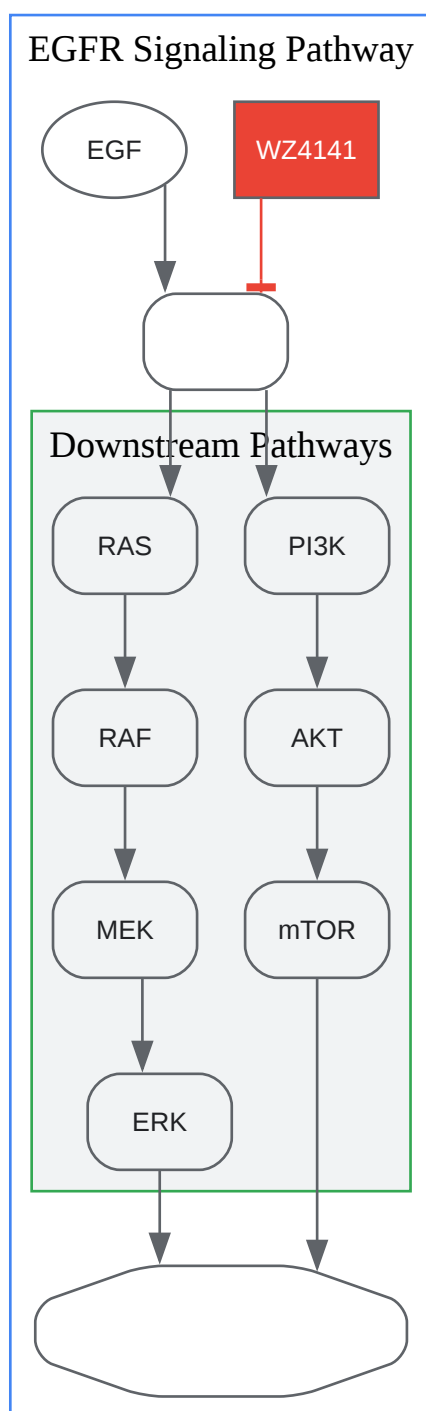 EGFR Signaling Pathway
EGF
WZ4141
Downstream Pathways
RAS
PI3K
RAF
AKT
MEK
mTOR
ERK